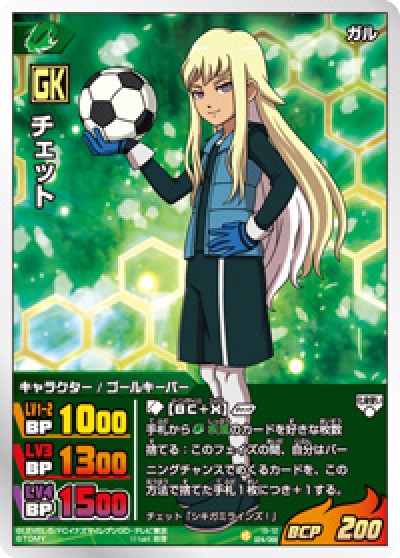 ガル
GK
チェット
キャラクター / ゴールキーパー
LV1-2
BP 1000
LV3
BP 1300
LV4
BP 1500
【BC+X】
手札から のカードを好きな枚数
捨てる:このフェイズの間、自分はバー
ニングチャンスでめくるカードを、この
方法で捨てた手札1枚につき+1する。
チェット「シキガミラインズ!」
©TOMY
BCP 200